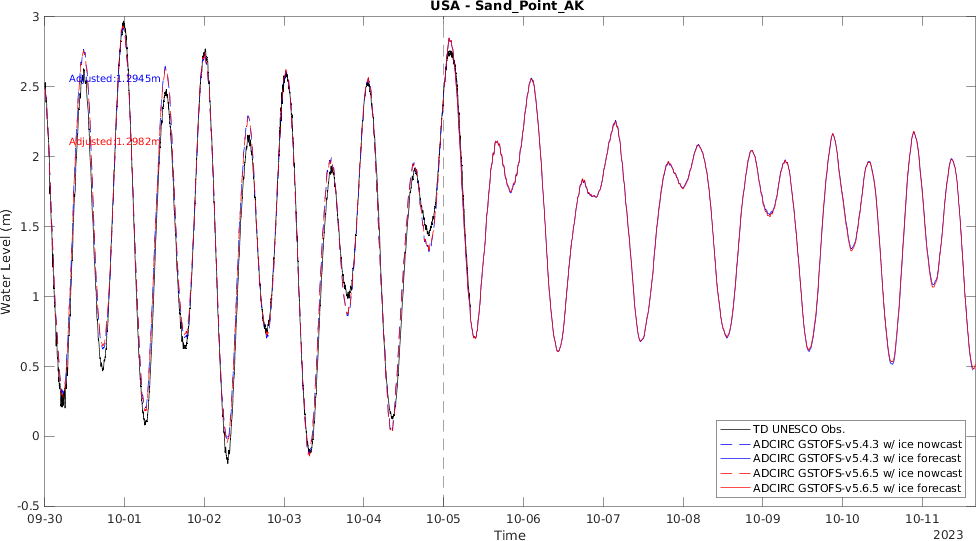 USA - Sand_Point_AK
3
2.5
2
1.5
1
0.5
0
-0.5
Water Level (m)
Adjusted:1.2945m
Adjusted:1.2982m
TD UNESCO Obs.
ADCIRC GSTOFS-v5.4.3 w/ ice nowcast
ADCIRC GSTOFS-v5.4.3 w/ ice forecast
ADCIRC GSTOFS-v5.6.5 w/ ice nowcast
ADCIRC GSTOFS-v5.6.5 w/ ice forecast
09-30 10-01 10-02 10-03 10-04 10-05 10-06 10-07 10-08 10-09 10-10 10-11
Time
2023